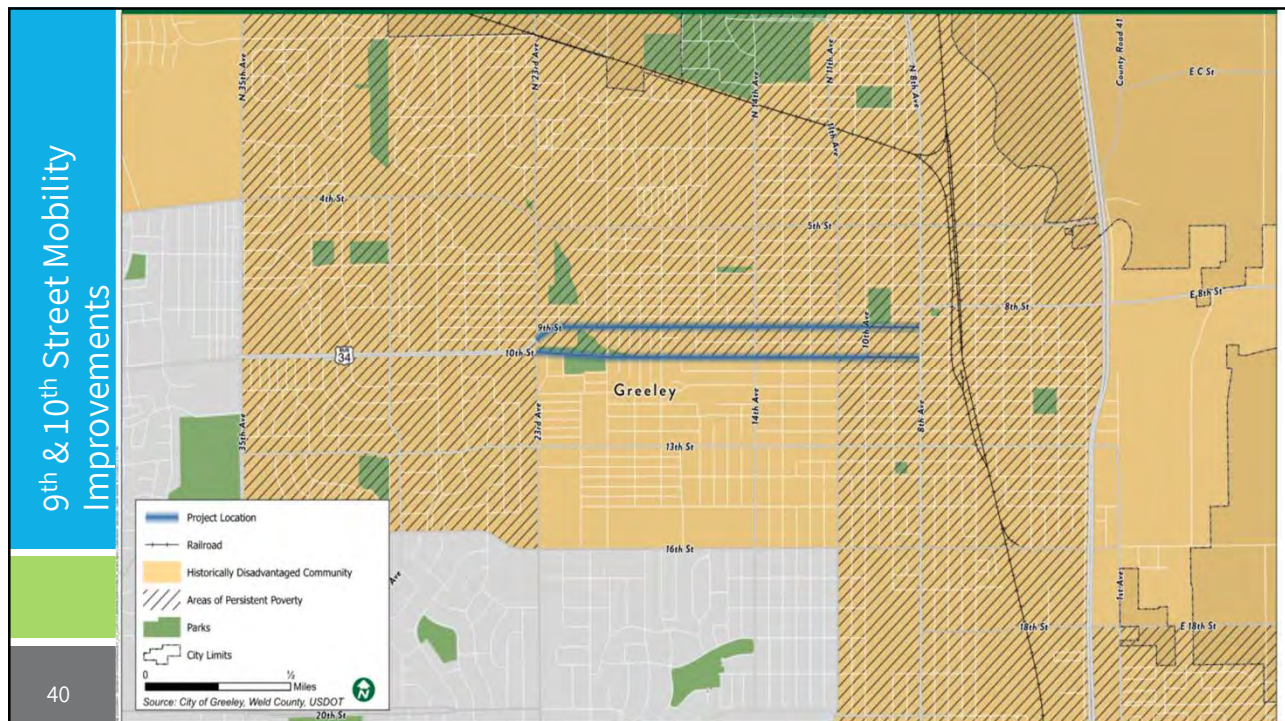 9th & 10th Street Mobility
Improvements
40
N 35th Ave
N 23rd Ave
N 14th Ave
N 11th Ave
11th Ave
N 8th Ave
County Road 41
E C St
4th St
5th St
8th St
E 8th St
9th St
10th St
BUS
34
10th Ave
Greeley
35th Ave
23rd Ave
14th Ave
8th Ave
13th St
16th St
Ave
1st Ave
18th St
E 18th St
20th St
Project Location
Railroad
Historically Disadvantaged Community
Areas of Persistent Poverty
Parks
City Limits
0 ½
Miles
N
Source: City of Greeley, Weld County, USDOT